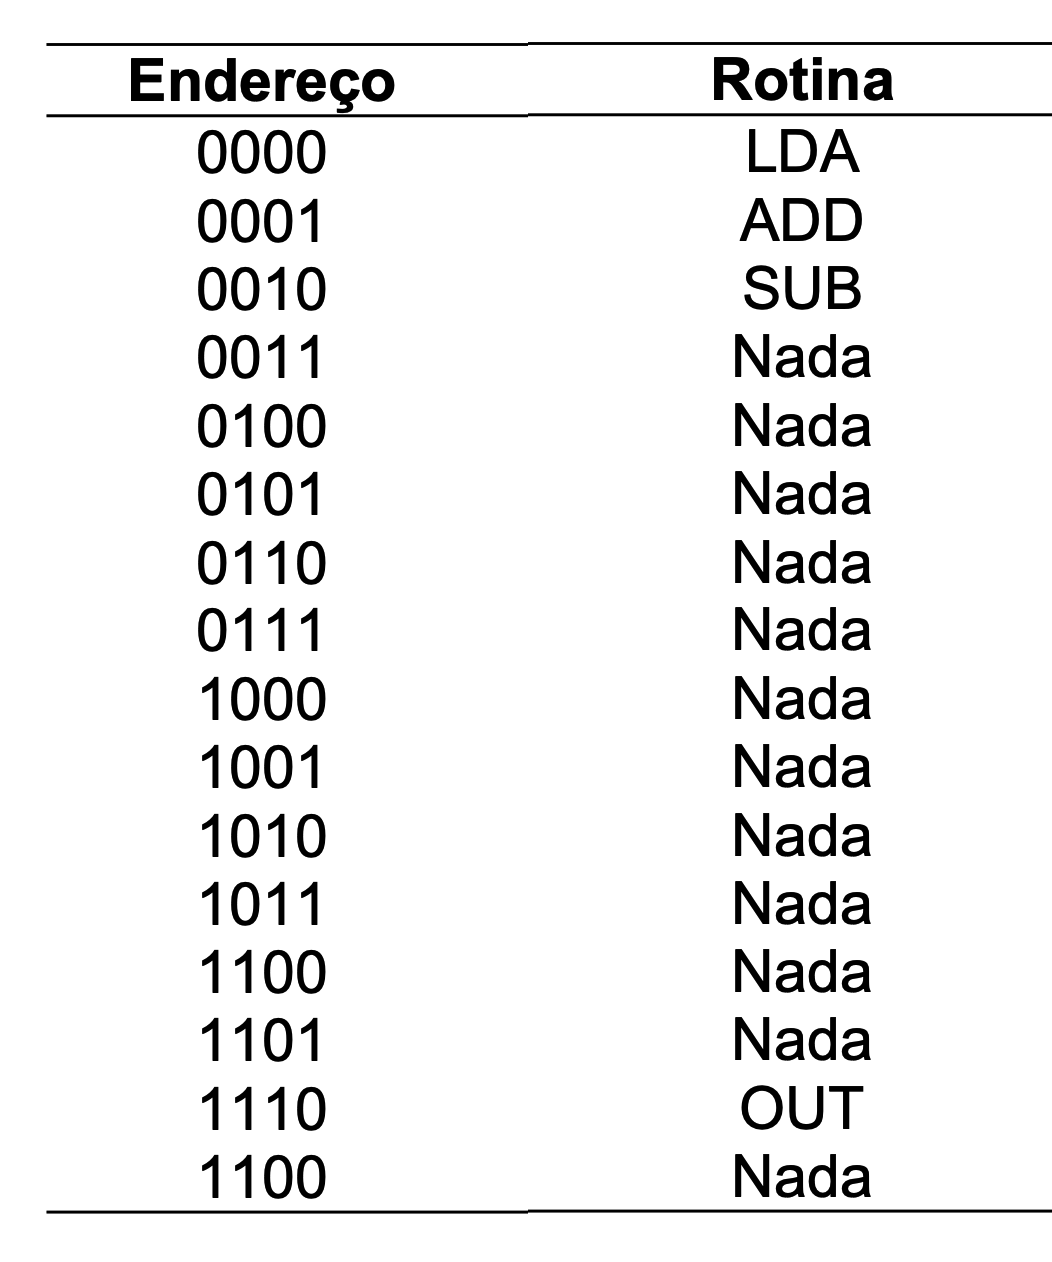 Endereço Rotina
0000 LDA
0001 ADD
0010 SUB
0011 Nada
0100 Nada
0101 Nada
0110 Nada
0111 Nada
1000 Nada
1001 Nada
1010 Nada
1011 Nada
1100 Nada
1101 Nada
1110 OUT
1100 Nada